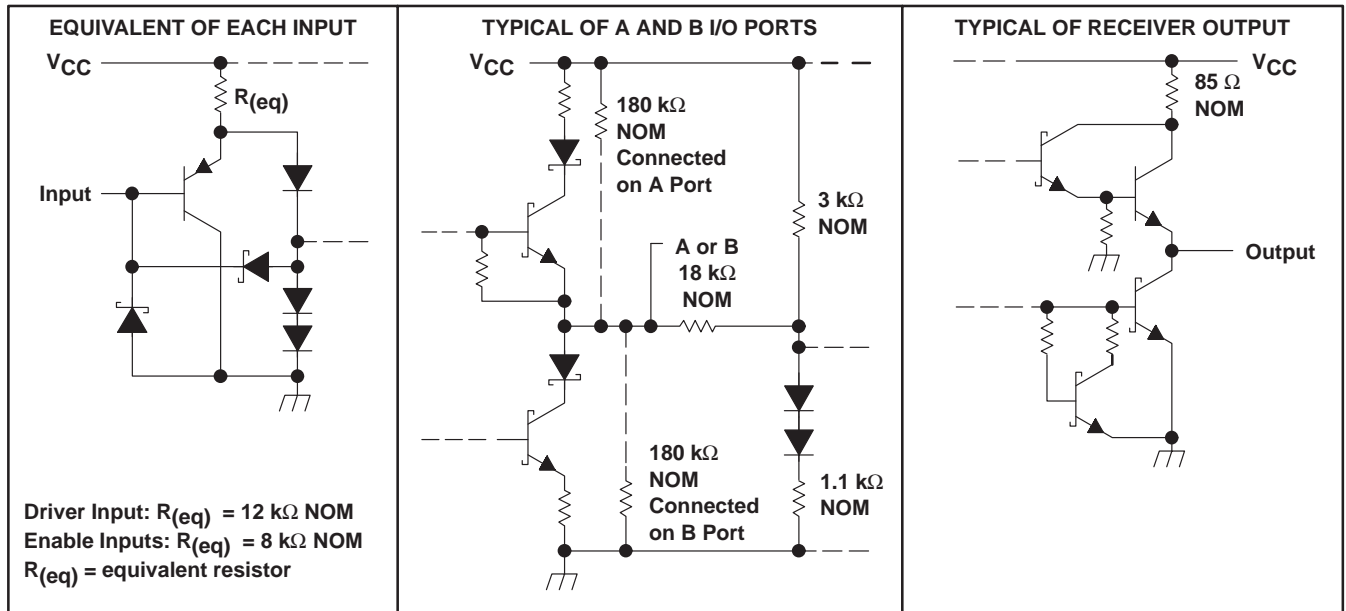 EQUIVALENT OF EACH INPUT
VCC
R(eq)
Input
Driver Input: R(eq) = 12 kΩ NOM
Enable Inputs: R(eq) = 8 kΩ NOM
R(eq) = equivalent resistor
TYPICAL OF A AND B I/O PORTS
VCC
180 kΩ
NOM
Connected
on A Port
3 kΩ
NOM
A or B
18 kΩ
NOM
180 kΩ
NOM
Connected
on B Port
1.1 kΩ
NOM
TYPICAL OF RECEIVER OUTPUT
VCC
85 Ω
NOM
Output